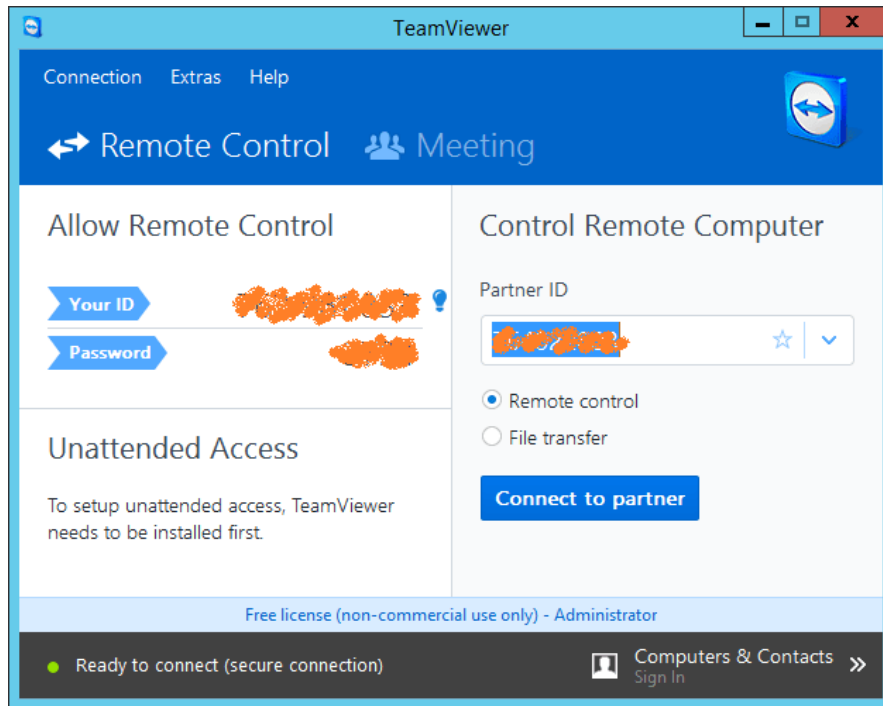 TeamViewer
Connection Extras Help
Remote Control Meeting
Allow Remote Control
Your ID
Password
Unattended Access
To setup unattended access, TeamViewer
needs to be installed first.
Control Remote Computer
Partner ID
Remote control
File transfer
Connect to partner
Free license (non-commercial use only) - Administrator
Ready to connect (secure connection)
Computers & Contacts
Sign In